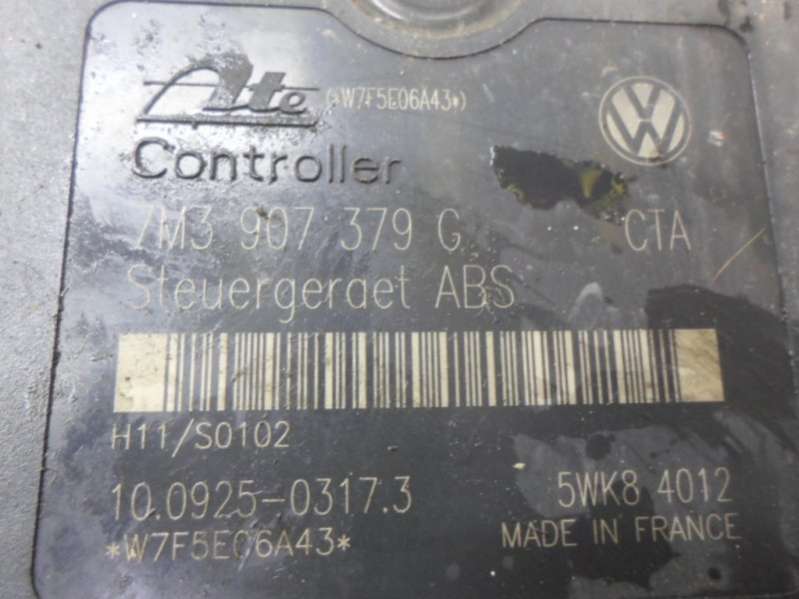 Ate (*W7F5E06A43*)
Controller
7M3 907 379 G CTA
Steuergeraet ABS
H11/S0102
10.0925-0317.3 5WK8 4012
*W7F5E06A43* MADE IN FRANCE